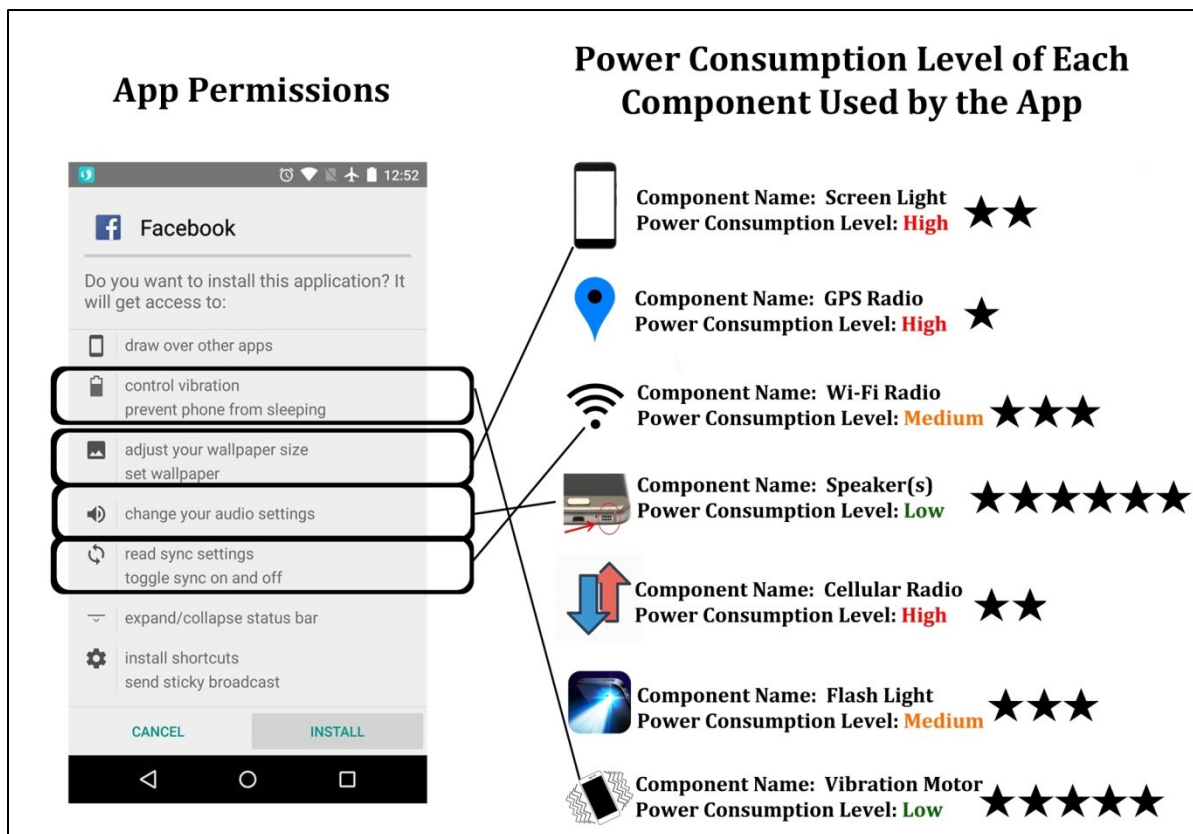 App Permissions
12:52
Facebook
Do you want to install this application? It
will get access to:
draw over other apps
control vibration
prevent phone from sleeping
adjust your wallpaper size
set wallpaper
change your audio settings
read sync settings
toggle sync on and off
expand/collapse status bar
install shortcuts
send sticky broadcast
CANCEL
INSTALL
Power Consumption Level of Each
Component Used by the App
Component Name: Screen Light
Power Consumption Level: High
Component Name: GPS Radio
Power Consumption Level: High
Component Name: Wi-Fi Radio
Power Consumption Level: Medium
Component Name: Speaker(s)
Power Consumption Level: Low
Component Name: Cellular Radio
Power Consumption Level: High
Component Name: Flash Light
Power Consumption Level: Medium
Component Name: Vibration Motor
Power Consumption Level: Low